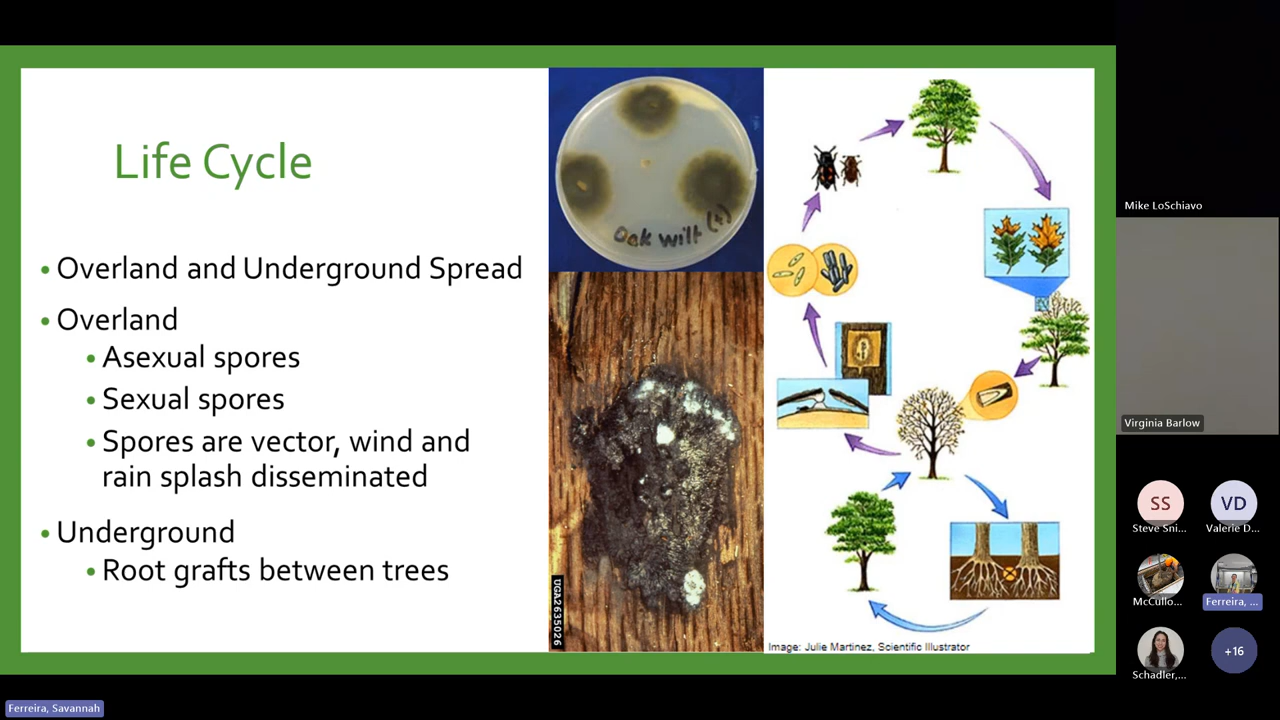 Life Cycle
• Overland and Underground Spread
• Overland
• Asexual spores
• Sexual spores
• Spores are vector, wind and
rain splash disseminated
• Underground
• Root grafts between trees
Oak wilt (+)
UGA2635026
Image: Julie Martinez, Scientific Illustrator
Mike LoSchiavo
Virginia Barlow
SS
Steve Sni...
VD
Valerie D...
McCullo...
Ferreira, ...
Schadler,...
+16
Ferreira, Savannah